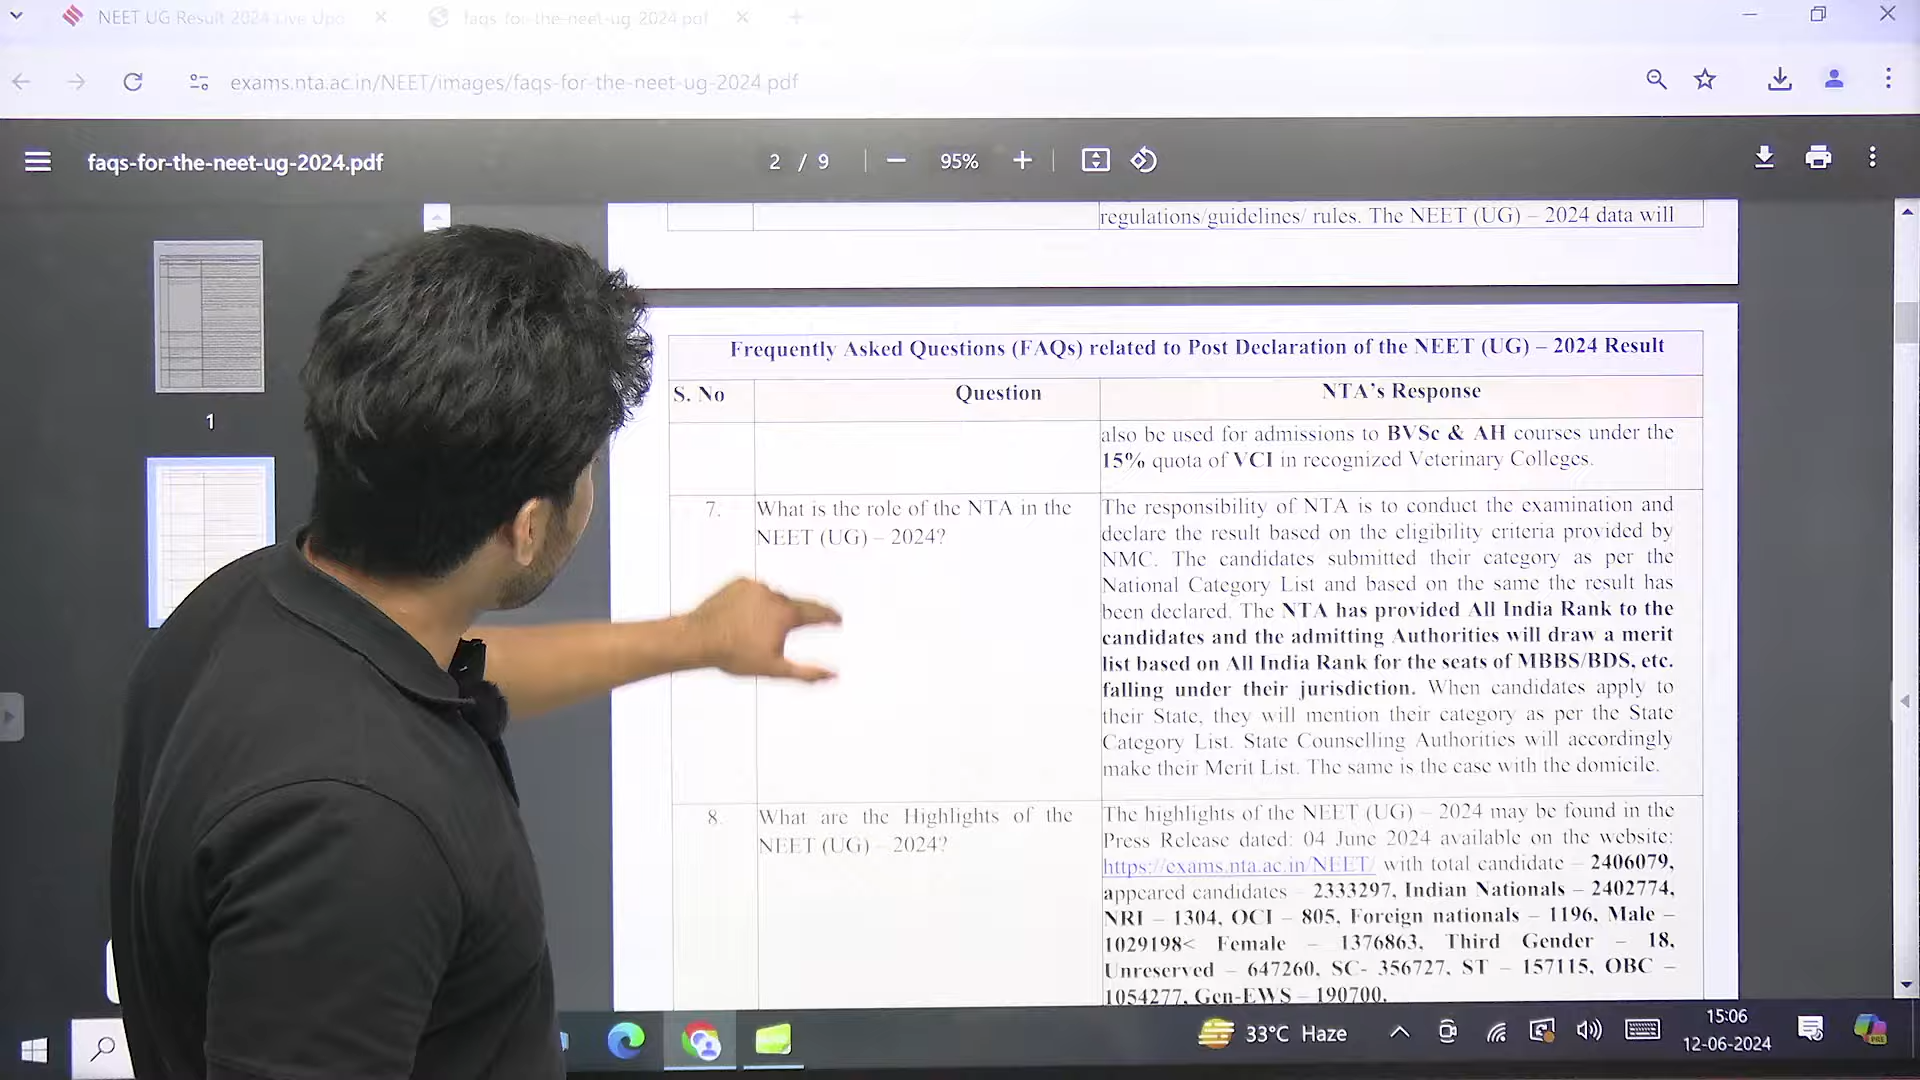 NEET UG Result 2024 Live Upd
faqs-for-the-neet-ug-2024.pdf
exams.nta.ac.in/NEET/images/faqs-for-the-neet-ug-2024.pdf
faqs-for-the-neet-ug-2024.pdf
2 / 9
95%
regulations/guidelines/ rules. The NEET (UG) – 2024 data will
Frequently Asked Questions (FAQs) related to Post Declaration of the NEET (UG) – 2024 Result
S. No Question NTA's Response
also be used for admissions to BVSc & AH courses under the
15% quota of VCI in recognized Veterinary Colleges.
7. What is the role of the NTA in the
NEET (UG) – 2024?
The responsibility of NTA is to conduct the examination and
declare the result based on the eligibility criteria provided by
NMC. The candidates submitted their category as per the
National Category List and based on the same the result has
been declared. The NTA has provided All India Rank to the
candidates and the admitting Authorities will draw a merit
list based on All India Rank for the seats of MBBS/BDS, etc.
falling under their jurisdiction. When candidates apply to
their State, they will mention their category as per the State
Category List. State Counselling Authorities will accordingly
make their Merit List. The same is the case with the domicile.
8. What are the Highlights of the
NEET (UG) – 2024?
The highlights of the NEET (UG) – 2024 may be found in the
Press Release dated: 04 June 2024 available on the website:
https://exams.nta.ac.in/NEET/ with total candidate – 2406079,
appeared candidates – 2333297, Indian Nationals – 2402774,
NRI – 1304, OCI – 805, Foreign nationals – 1196, Male –
1029198< Female – 1376863, Third Gender – 18,
Unreserved – 647260, SC- 356727, ST – 157115, OBC –
1054277, Gen-EWS – 190700.
1
33°C Haze
15:06
12-06-2024
PRE